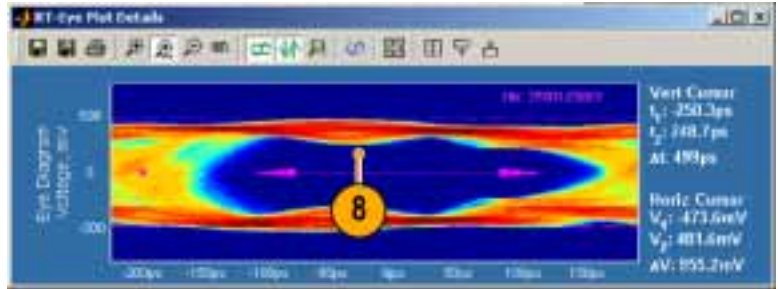 RT-Eye Plot Details
Vert Cursor
t1: -250.3ps
t2: 248.7ps
Δt: 499ps
Horiz Cursor
V1: -473.6mV
V2: 481.6mV
ΔV: 955.2mV
Eye Diagram
Voltage, mV
500
0
-500
8
-200ps -150ps -100ps -50ps 0ps 50ps 100ps 150ps